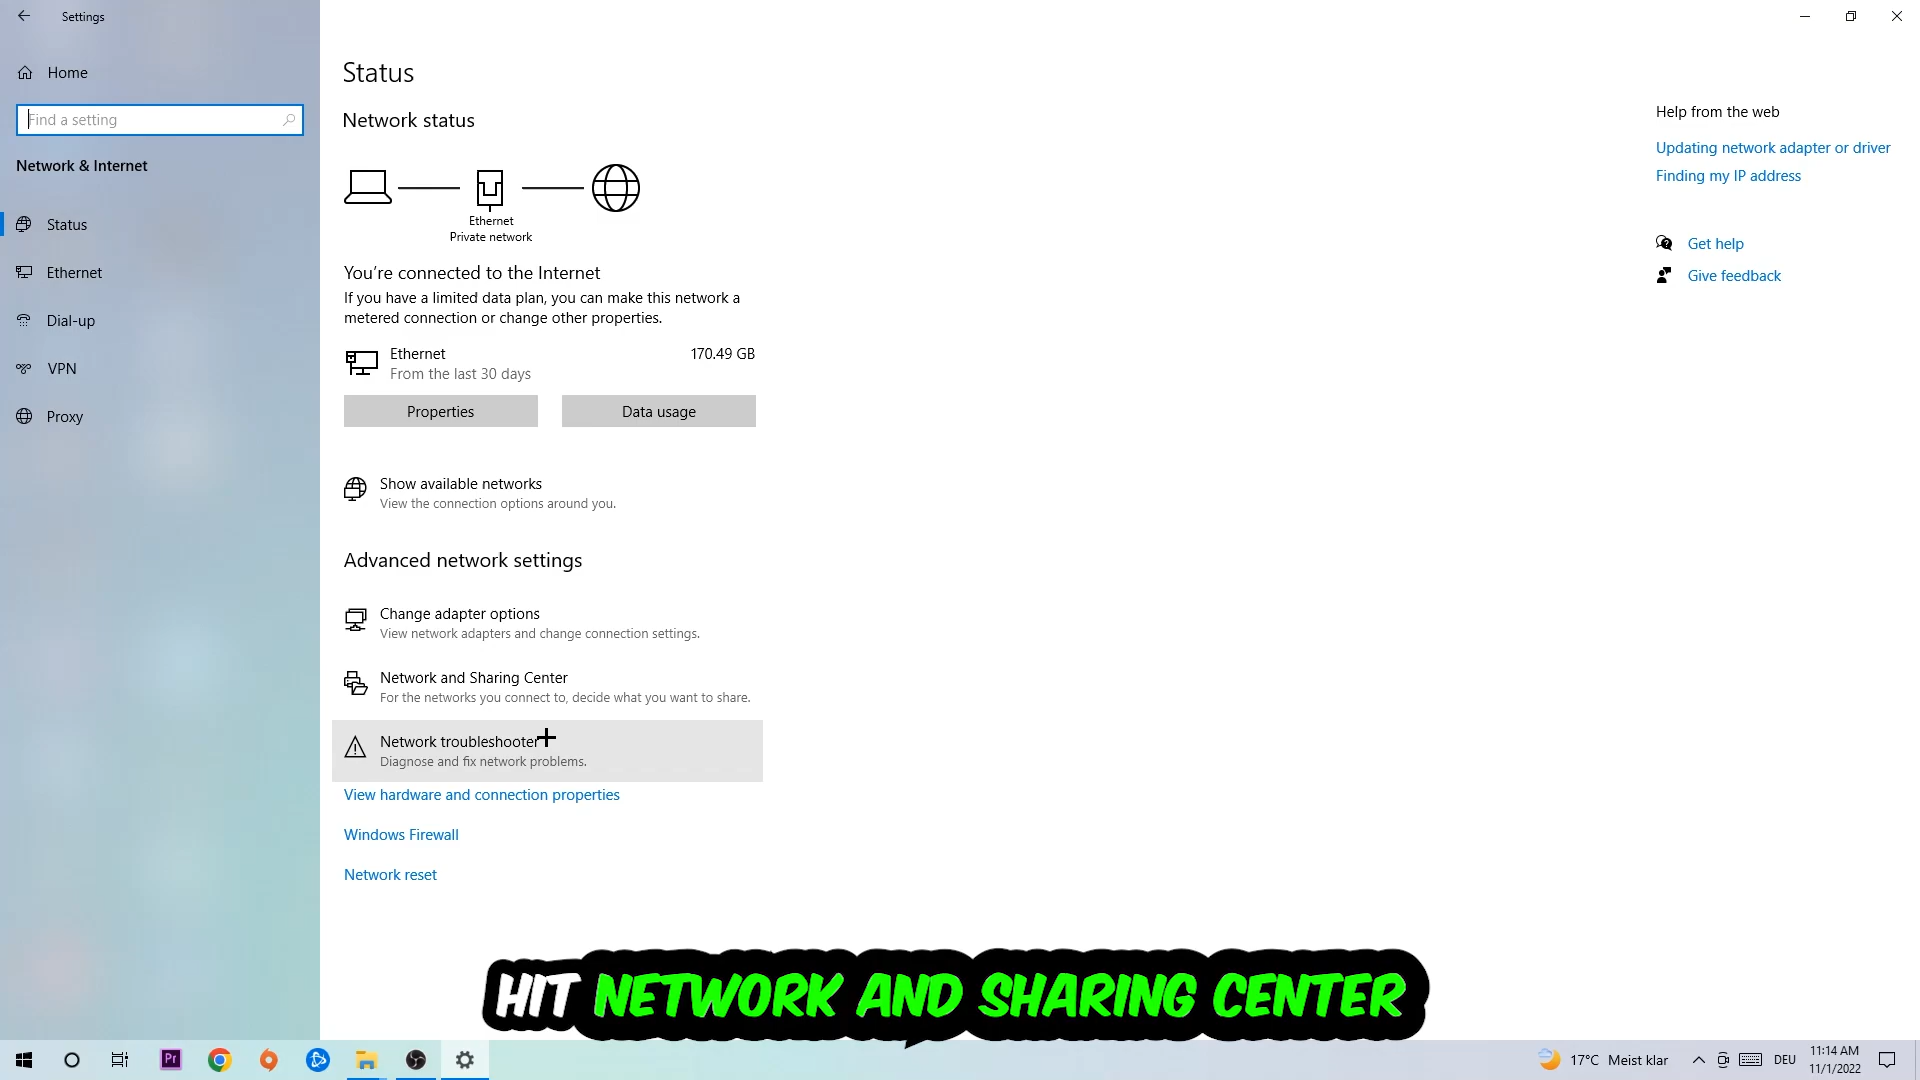 Settings
Home
Find a setting
Network & Internet
Status
Ethernet
Dial-up
VPN
Proxy
Status
Network status
Ethernet
Private network
You're connected to the Internet
If you have a limited data plan, you can make this network a
metered connection or change other properties.
Ethernet 170.49 GB
From the last 30 days
Properties Data usage
Show available networks
View the connection options around you.
Advanced network settings
Change adapter options
View network adapters and change connection settings.
Network and Sharing Center
For the networks you connect to, decide what you want to share.
Network troubleshooter
Diagnose and fix network problems.
View hardware and connection properties
Windows Firewall
Network reset
Help from the web
Updating network adapter or driver
Finding my IP address
Get help
Give feedback
HIT NETWORK AND SHARING CENTER
Pr
17°C Meist klar
DEU
11:14 AM
11/1/2022